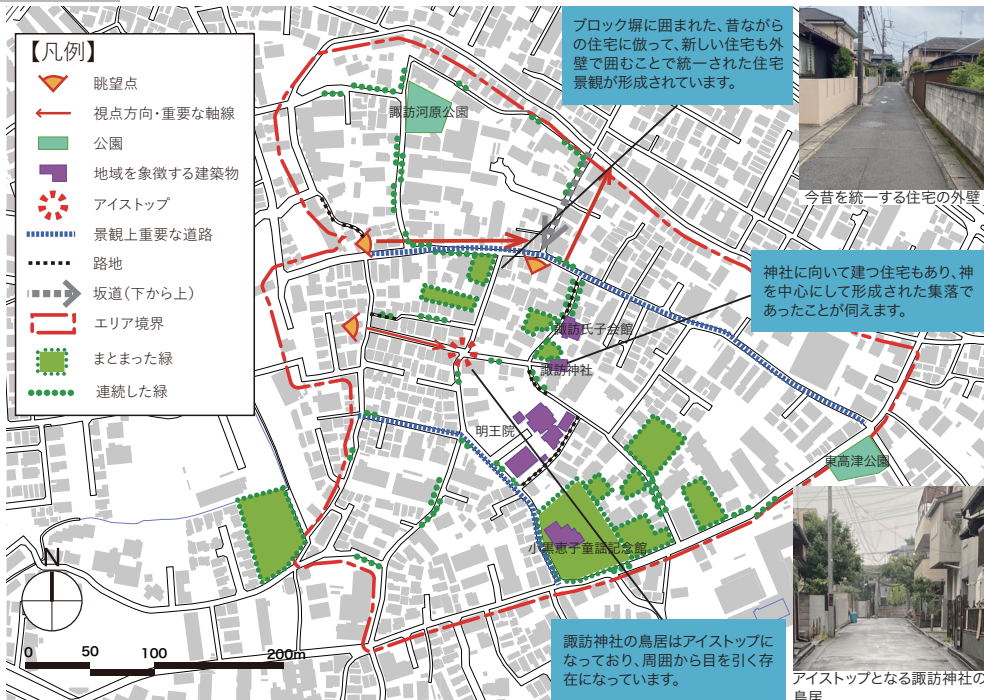 【凡例】
眺望点
視点方向・重要な軸線
公園
地域を象徴する建築物
アイストップ
景観上重要な道路
路地
坂道(下から上)
エリア境界
まとまった緑
連続した緑
ブロック塀に囲まれた、昔ながら
の住宅に倣って、新しい住宅も外
壁で囲むことで統一された住宅
景観が形成されています。
今昔を統一する住宅の外壁
諏訪河原公園
神社に向いて建つ住宅もあり、神
を中心にして形成された集落で
あったことが伺えます。
諏訪氏子会館
諏訪神社
明王院
東高津公園
小黒恵子童謡記念館
N
0 50 100 200m
諏訪神社の鳥居はアイストップに
なっており、周囲から目を引く存
在になっています。
アイストップとなる諏訪神社の
鳥居